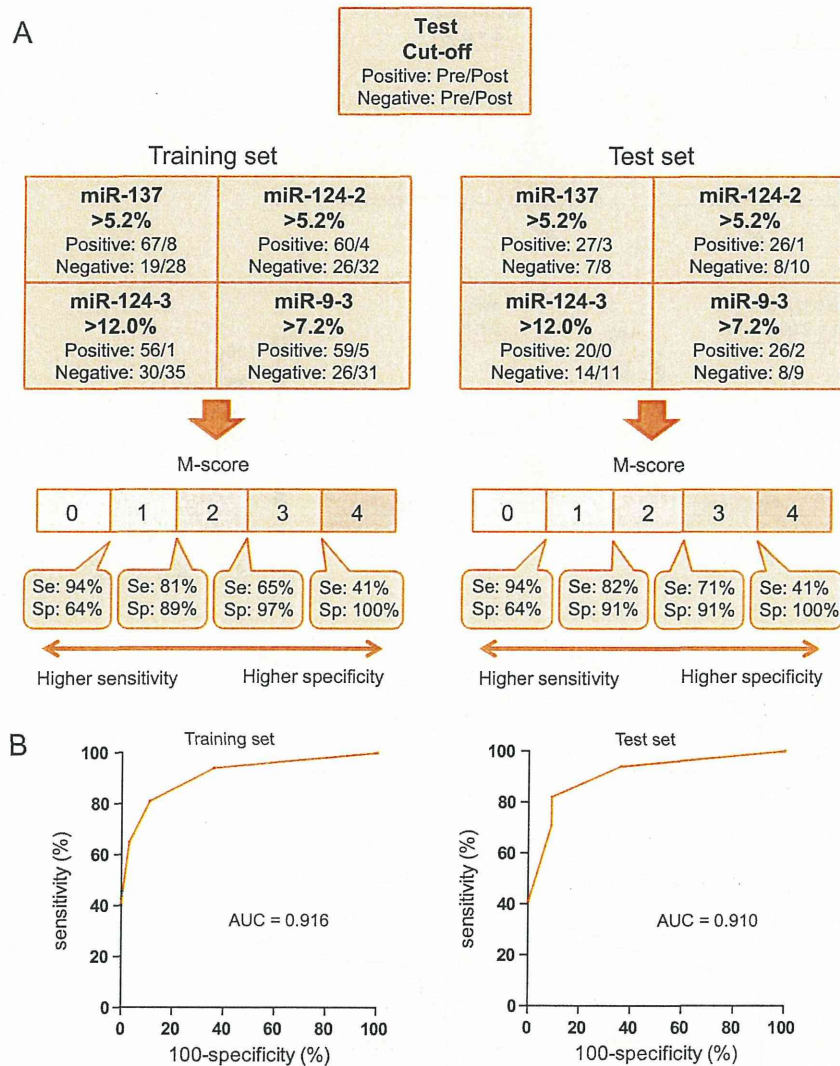 A
Test
Cut-off
Positive: Pre/Post
Negative: Pre/Post
Training set
miR-137
>5.2%
Positive: 67/8
Negative: 19/28
miR-124-2
>5.2%
Positive: 60/4
Negative: 26/32
miR-124-3
>12.0%
Positive: 56/1
Negative: 30/35
miR-9-3
>7.2%
Positive: 59/5
Negative: 26/31
M-score
0 1 2 3 4
Se: 94%
Sp: 64%
Se: 81%
Sp: 89%
Se: 65%
Sp: 97%
Se: 41%
Sp: 100%
Higher sensitivity
Higher specificity
Test set
miR-137
>5.2%
Positive: 27/3
Negative: 7/8
miR-124-2
>5.2%
Positive: 26/1
Negative: 8/10
miR-124-3
>12.0%
Positive: 20/0
Negative: 14/11
miR-9-3
>7.2%
Positive: 26/2
Negative: 8/9
M-score
0 1 2 3 4
Se: 94%
Sp: 64%
Se: 82%
Sp: 91%
Se: 71%
Sp: 91%
Se: 41%
Sp: 100%
Higher sensitivity
Higher specificity
B
Training set
sensitivity (%)
100
80
60
40
20
0
AUC = 0.916
0 20 40 60 80 100
100-specificity (%)
Test set
sensitivity (%)
100
80
60
40
20
0
AUC = 0.910
0 20 40 60 80 100
100-specificity (%)